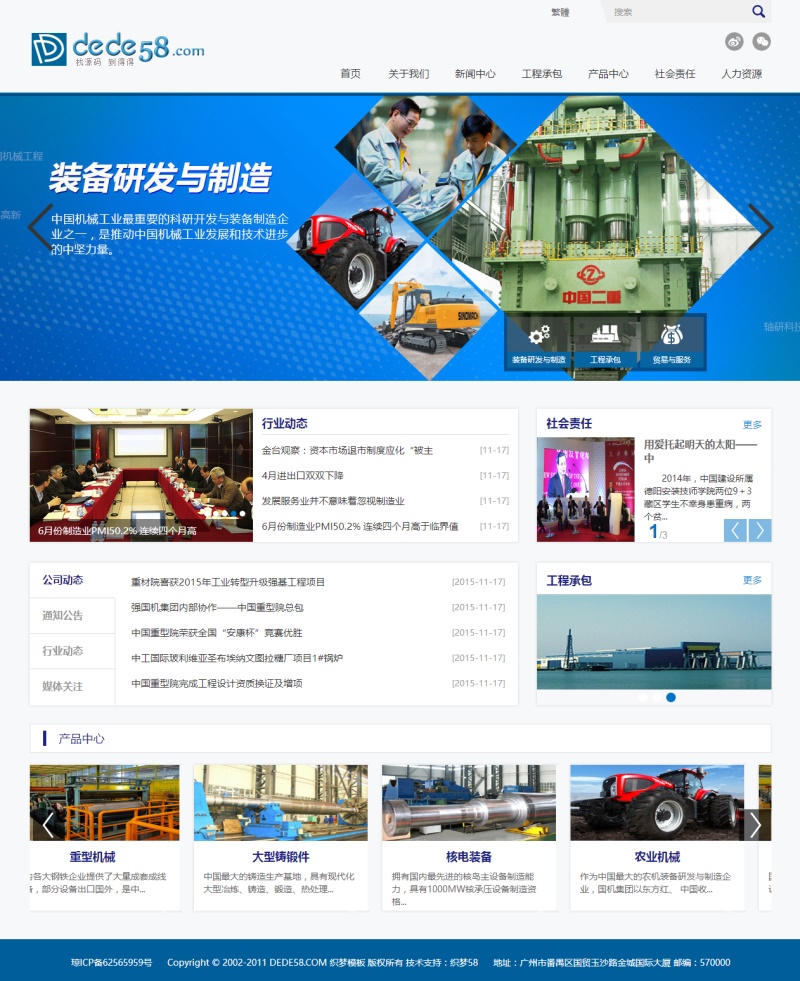 繁體
搜索
dede58.com
找源码 到得得
首页 关于我们 新闻中心 工程承包 产品中心 社会责任 人力资源
机械工程
高新
装备研发与制造
中国机械工业最重要的科研开发与装备制造企
业之一，是推动中国机械工业发展和技术进步
的中坚力量。
SINOMACH
中国二重
轴研科技
装备研发与制造 工程承包 贸易与服务
6月份制造业PMI50.2% 连续四个月高
行业动态
金台观察：资本市场退市制度应化“被主 [11-17]
4月进出口双双下降 [11-17]
发展服务业并不意味着忽视制造业 [11-17]
6月份制造业PMI50.2% 连续四个月高于临界值 [11-17]
社会责任 更多
用爱托起明天的太阳——
中
2014年，中国建设所属
德阳安装技师学院两位9＋3
藏区学生不幸身患重病，两
个贫...
1/3
公司动态
通知公告
行业动态
媒体关注
重材院喜获2015年工业转型升级强基工程项目 [2015-11-17]
强国机集团内部协作——中国重型院总包 [2015-11-17]
中国重型院荣获全国“安康杯”竞赛优胜 [2015-11-17]
中工国际玻利维亚圣布埃纳文图拉糖厂项目1#锅炉 [2015-11-17]
中国重型院完成工程设计资质换证及增项 [2015-11-17]
工程承包 更多
产品中心
重型机械
各大钢铁企业提供了大量成套成线
，部分设备出口国外，是中...
大型铸锻件
中国最大的铸造生产基地，具有现代化
大型冶炼、铸造、锻造、热处理...
核电装备
拥有国内最先进的核岛主设备制造能
力，具有1000MW核承压设备制造资
格...
农业机械
作为中国最大的农机装备研发与制造企
业，国机集团以东方红、 中国收...
琼ICP备62565959号 Copyright © 2002-2011 DEDE58.COM 织梦模板 版权所有 技术支持：织梦58 地址：广州市番禺区国贸玉沙路金城国际大厦 邮编：570000